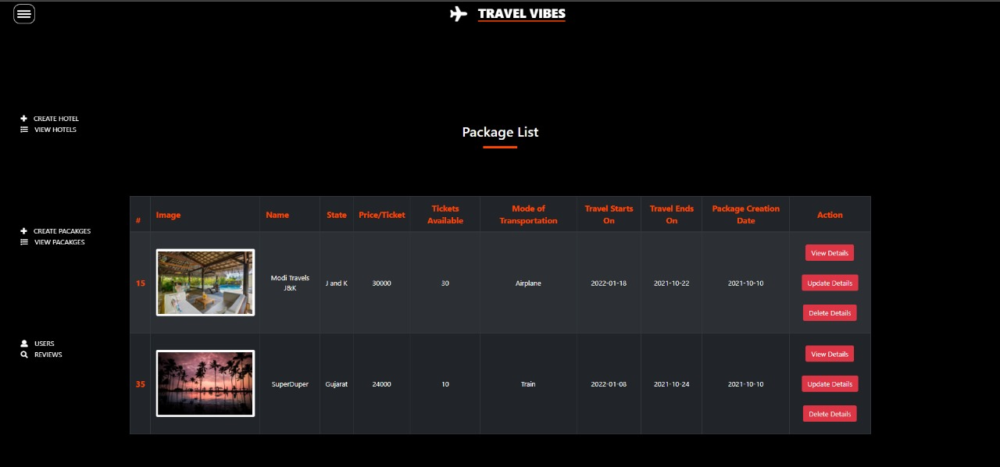 TRAVEL VIBES
CREATE HOTEL
VIEW HOTELS
Package List
CREATE PACAKGES
VIEW PACAKGES
USERS
REVIEWS
# Image Name State Price/Ticket Tickets Available Mode of Transportation Travel Starts On Travel Ends On Package Creation Date Action
15 Modi Travels J&K J and K 30000 30 Airplane 2022-01-18 2021-10-22 2021-10-10
View Details
Update Details
Delete Details
35 SuperDuper Gujarat 24000 10 Train 2022-01-08 2021-10-24 2021-10-10
View Details
Update Details
Delete Details